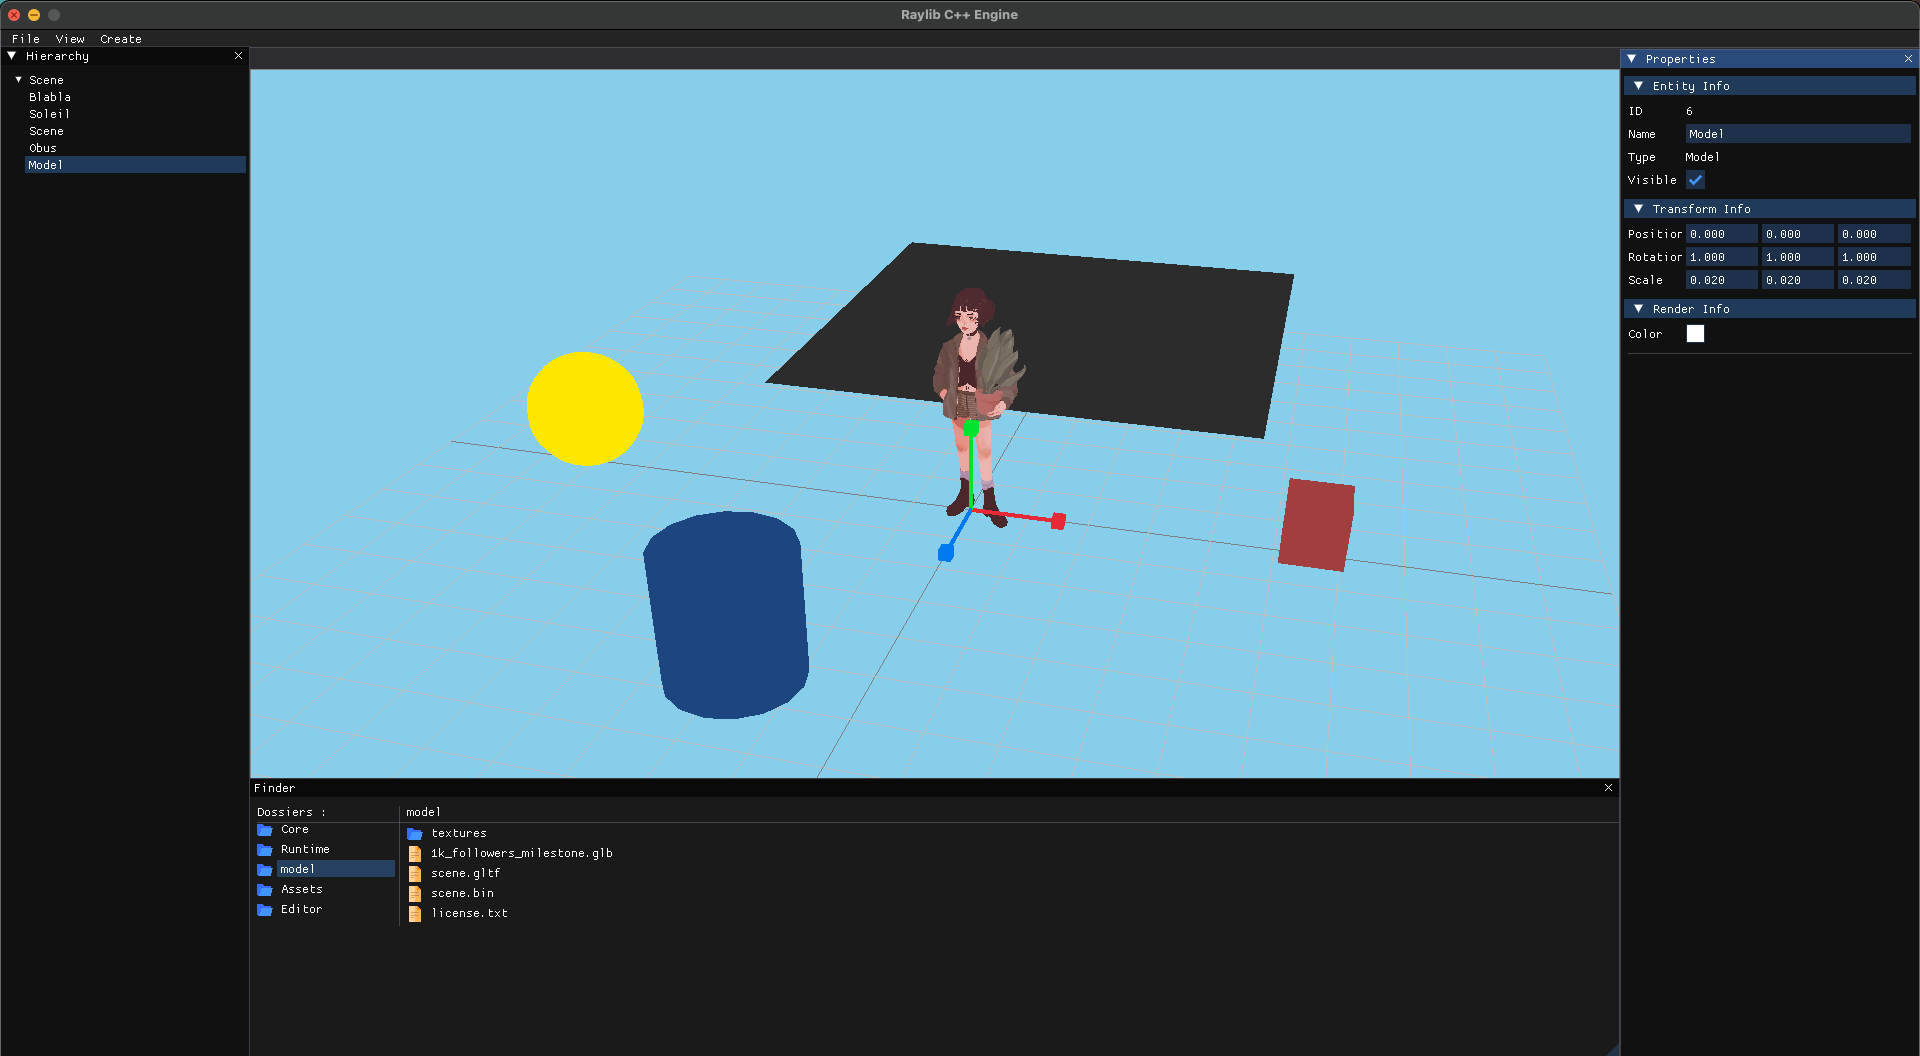 Raylib C++ Engine
File View Create
Hierarchy
Scene
Blabla
Soleil
Scene
Obus
Model
Properties
Entity Info
ID 6
Name Model
Type Model
Visible
Transform Info
Position 0.000 0.000 0.000
Rotation 1.000 1.000 1.000
Scale 0.020 0.020 0.020
Render Info
Color
Finder
Dossiers :
Core
Runtime
model
Assets
Editor
model
textures
1k_followers_milestone.glb
scene.gltf
scene.bin
license.txt